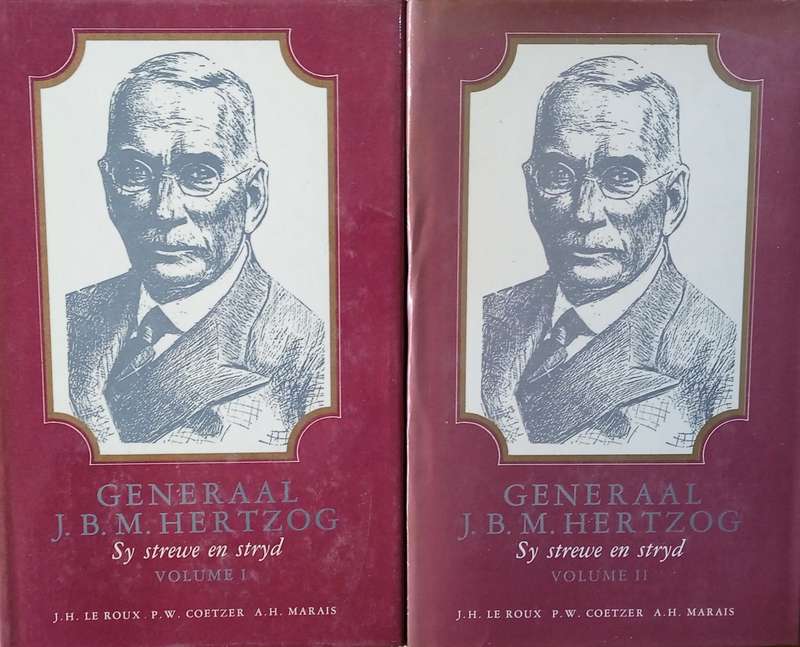 GENERAAL
J. B. M. HERTZOG
Sy strewe en stryd
VOLUME I
J.H. LE ROUX P.W. COETZER A.H. MARAIS
GENERAAL
J. B. M. HERTZOG
Sy strewe en stryd
VOLUME II
J.H. LE ROUX P.W. COETZER A.H. MARAIS